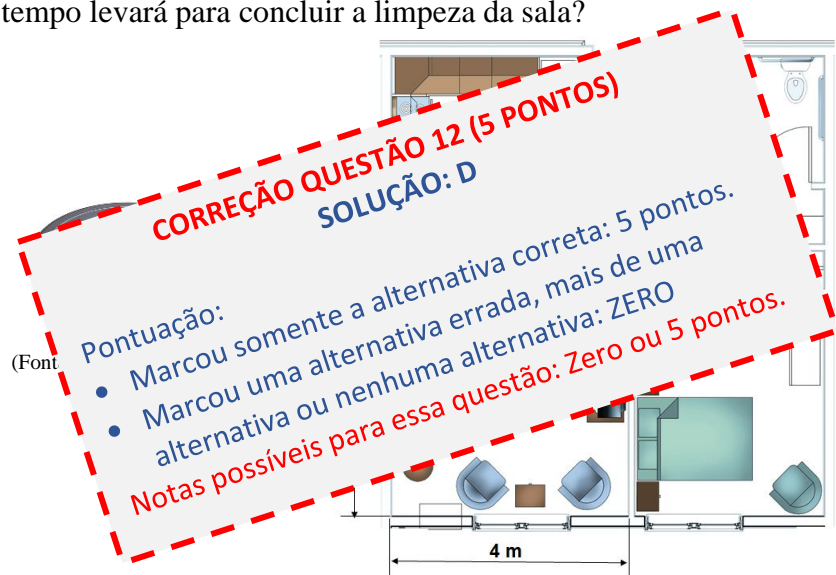 tempo levará para concluir a limpeza da sala?
CORREÇÃO QUESTÃO 12 (5 PONTOS)
SOLUÇÃO: D
Pontuação:
• Marcou somente a alternativa correta: 5 pontos.
• Marcou uma alternativa errada, mais de uma
alternativa ou nenhuma alternativa: ZERO
Notas possíveis para essa questão: Zero ou 5 pontos.
(Font
4 m